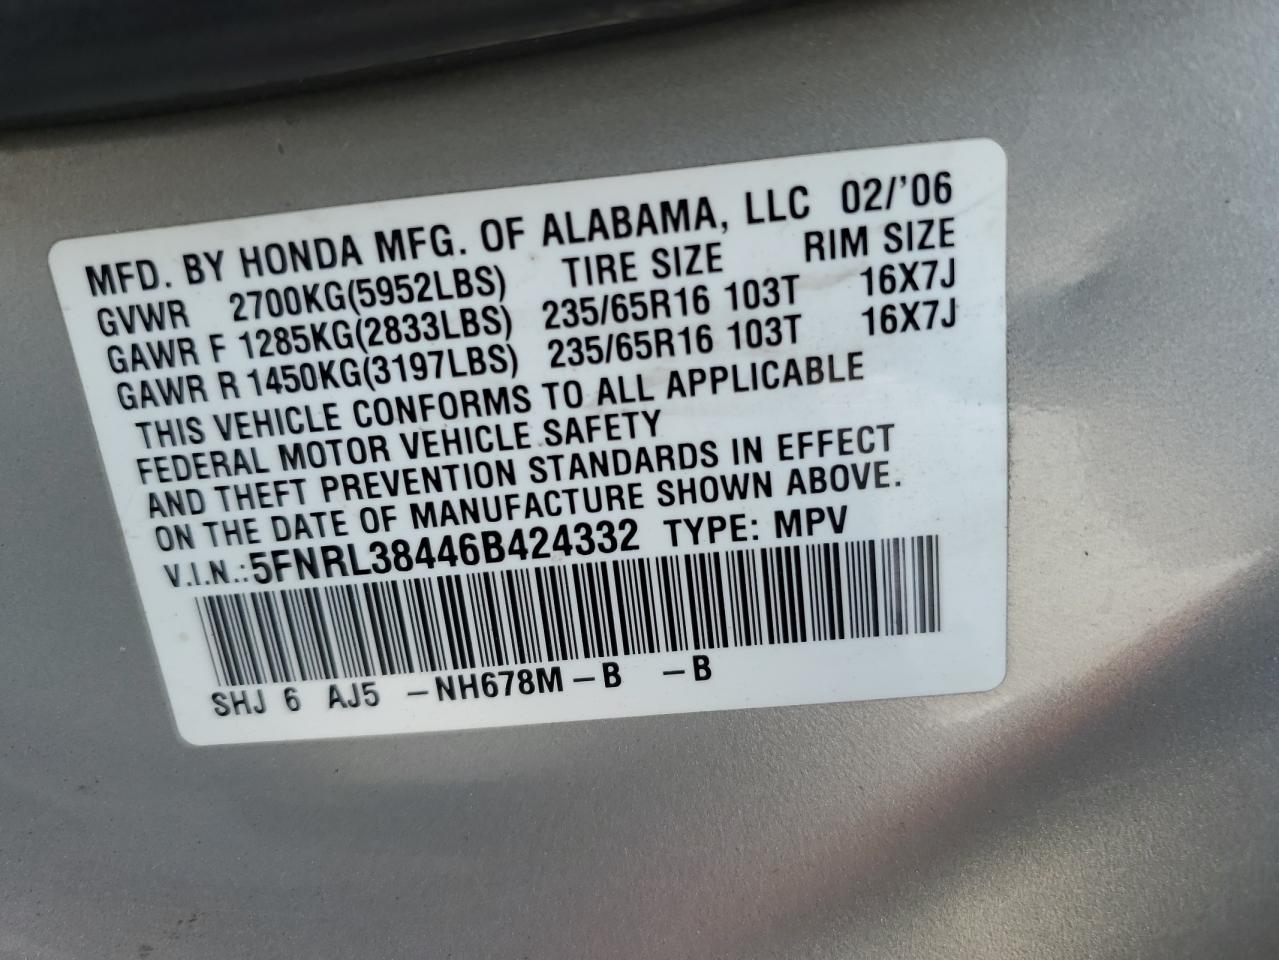 MFD. BY HONDA MFG. OF ALABAMA, LLC 02/'06
GVWR 2700KG(5952LBS) TIRE SIZE RIM SIZE
GAWR F 1285KG(2833LBS) 235/65R16 103T 16X7J
GAWR R 1450KG(3197LBS) 235/65R16 103T 16X7J
THIS VEHICLE CONFORMS TO ALL APPLICABLE
FEDERAL MOTOR VEHICLE SAFETY
AND THEFT PREVENTION STANDARDS IN EFFECT
ON THE DATE OF MANUFACTURE SHOWN ABOVE.
V.I.N.:5FNRL38446B424332 TYPE: MPV
SHJ 6 AJ5 -NH678M-B -B